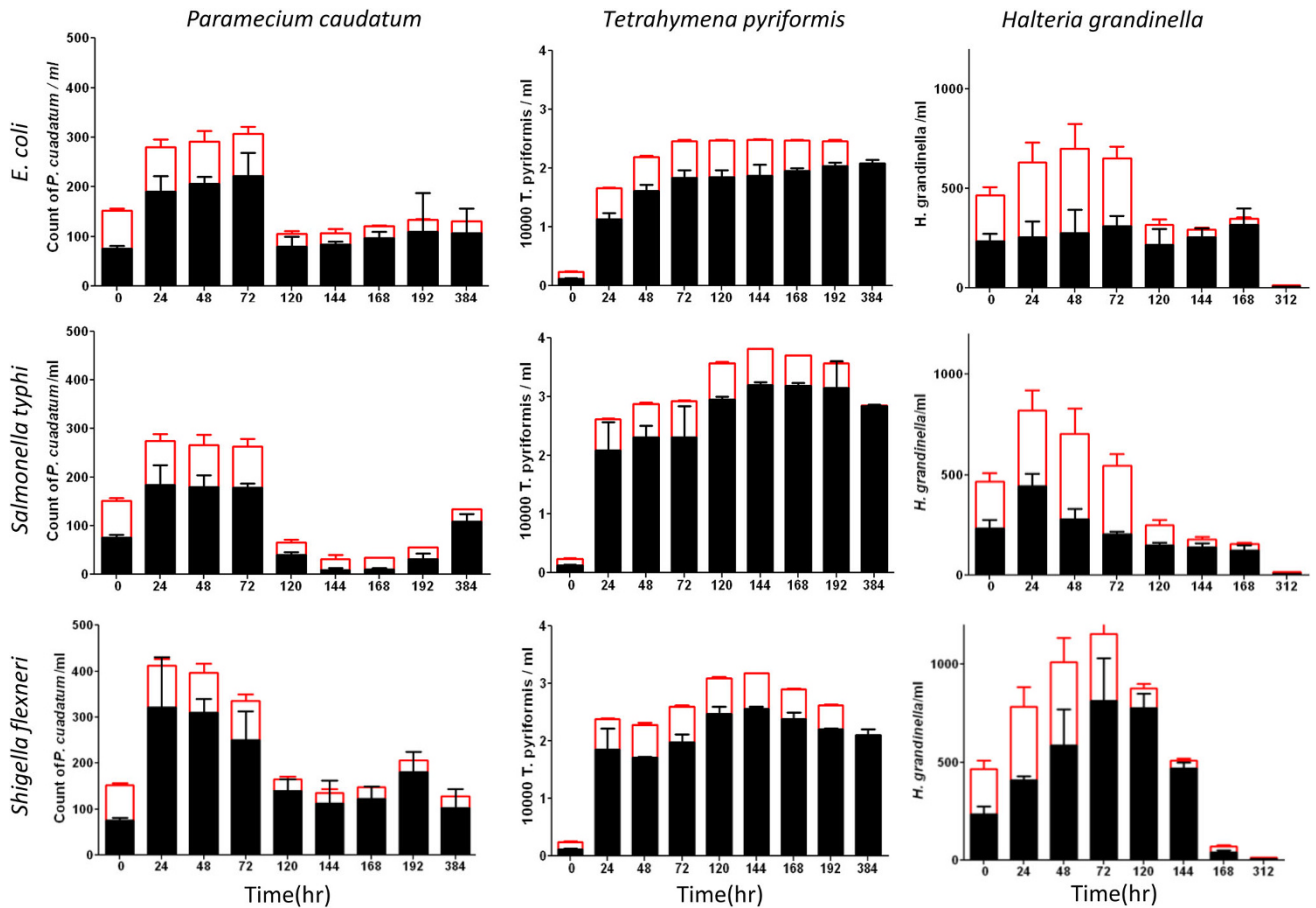 Paramecium caudatum Tetrahymena pyriformis Halteria grandinella
E. coli
Count of P. cuadatum / ml
500
400
300
200
100
0
0 24 48 72 120 144 168 192 384
10000 T. pyriformis / ml
4
3
2
1
0
0 24 48 72 120 144 168 192 384
H. grandinella /ml
1000
500
0
0 24 48 72 120 144 168 312
Salmonella typhi
Count of P. cuadatum /ml
500
400
300
200
100
0
0 24 48 72 120 144 168 192 384
10000 T. pyriformis / ml
4
3
2
1
0
0 24 48 72 120 144 168 192 384
H. grandinella/ml
1000
500
0
0 24 48 72 120 144 168 312
Shigella flexneri
Count of P. cuadatum /ml
500
400
300
200
100
0
0 24 48 72 120 144 168 192 384
10000 T. pyriformis / ml
4
3
2
1
0
0 24 48 72 120 144 168 192 384
H. grandinella/ml
1000
500
0
0 24 48 72 120 144 168 312
Time(hr) Time(hr) Time(hr)